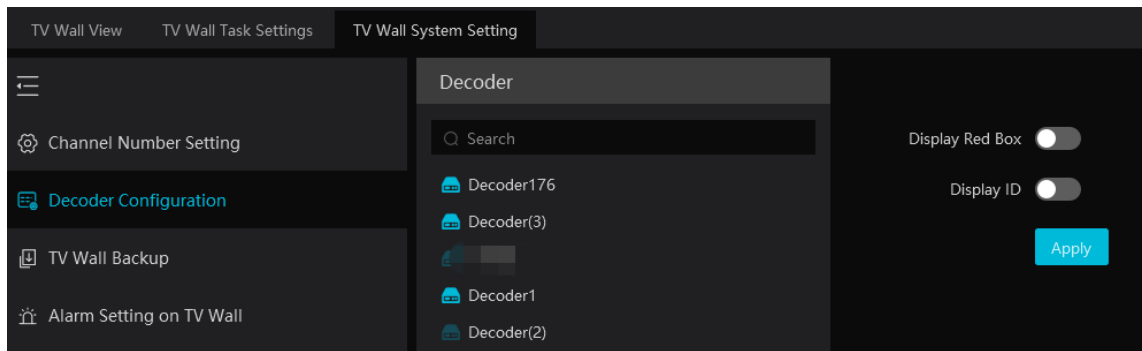 TV Wall View TV Wall Task Settings TV Wall System Setting
Channel Number Setting
Decoder Configuration
TV Wall Backup
Alarm Setting on TV Wall
Decoder
Search
Decoder176
Decoder(3)
Decoder1
Decoder(2)
Display Red Box
Display ID
Apply